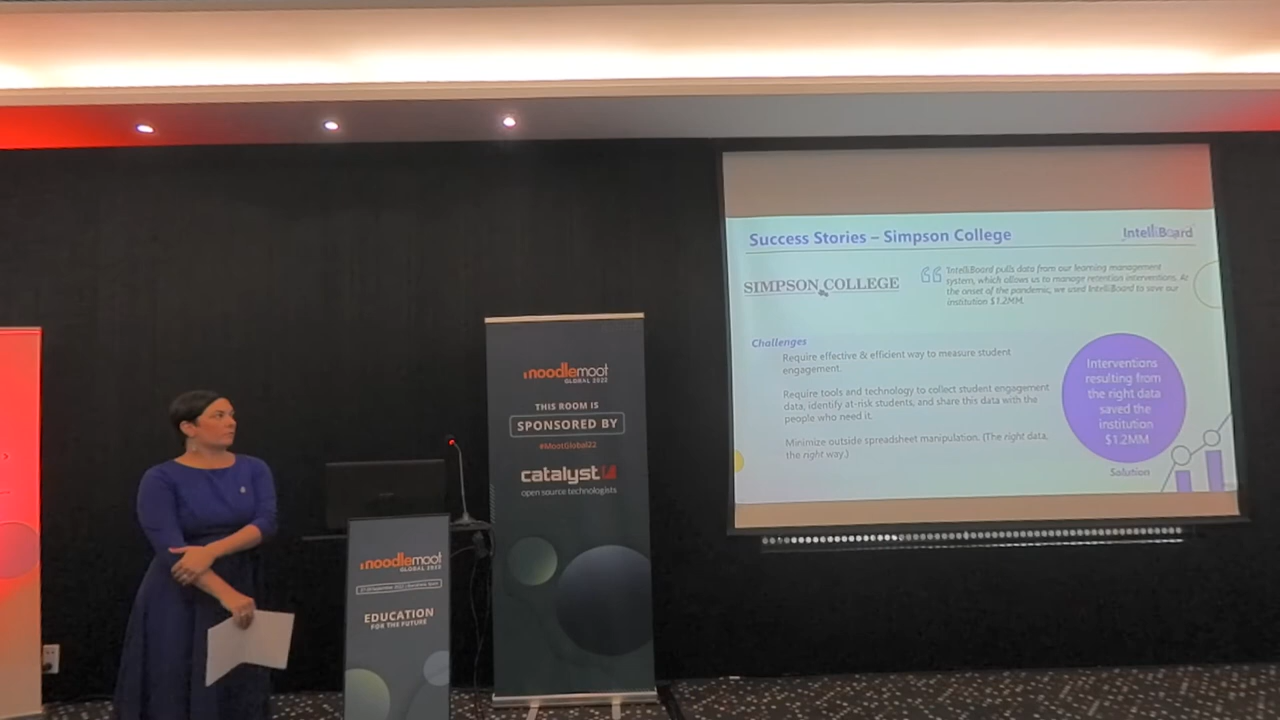 Success Stories – Simpson College
IntelliBoard
SIMPSON COLLEGE
IntelliBoard pulls data from our learning management
system, which allows us to manage retention interventions. At
the onset of the pandemic, we used IntelliBoard to save our
institution $1.2MM.
Challenges
Require effective & efficient way to measure student
engagement.
Require tools and technology to collect student engagement
data, identify at-risk students, and share this data with the
people who need it.
Minimize outside spreadsheet manipulation. (The right data,
the right way.)
Interventions
resulting from
the right data
saved the
institution
$1.2MM
Solution
noodlemoot
GLOBAL 2022
THIS ROOM IS
SPONSORED BY
#MootGlobal22
catalyst
open source technologists
noodlemoot
GLOBAL 2022
EDUCATION
FOR THE FUTURE